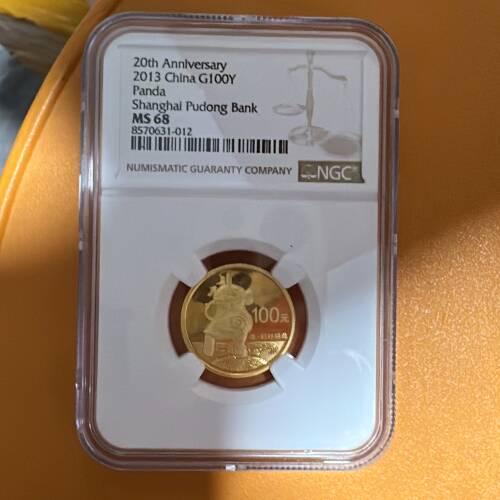 20th Anniversary
2013 China G100Y
Panda
Shanghai Pudong Bank
MS 68
8570631-012
NUMISMATIC GUARANTY COMPANY
NGC
100元